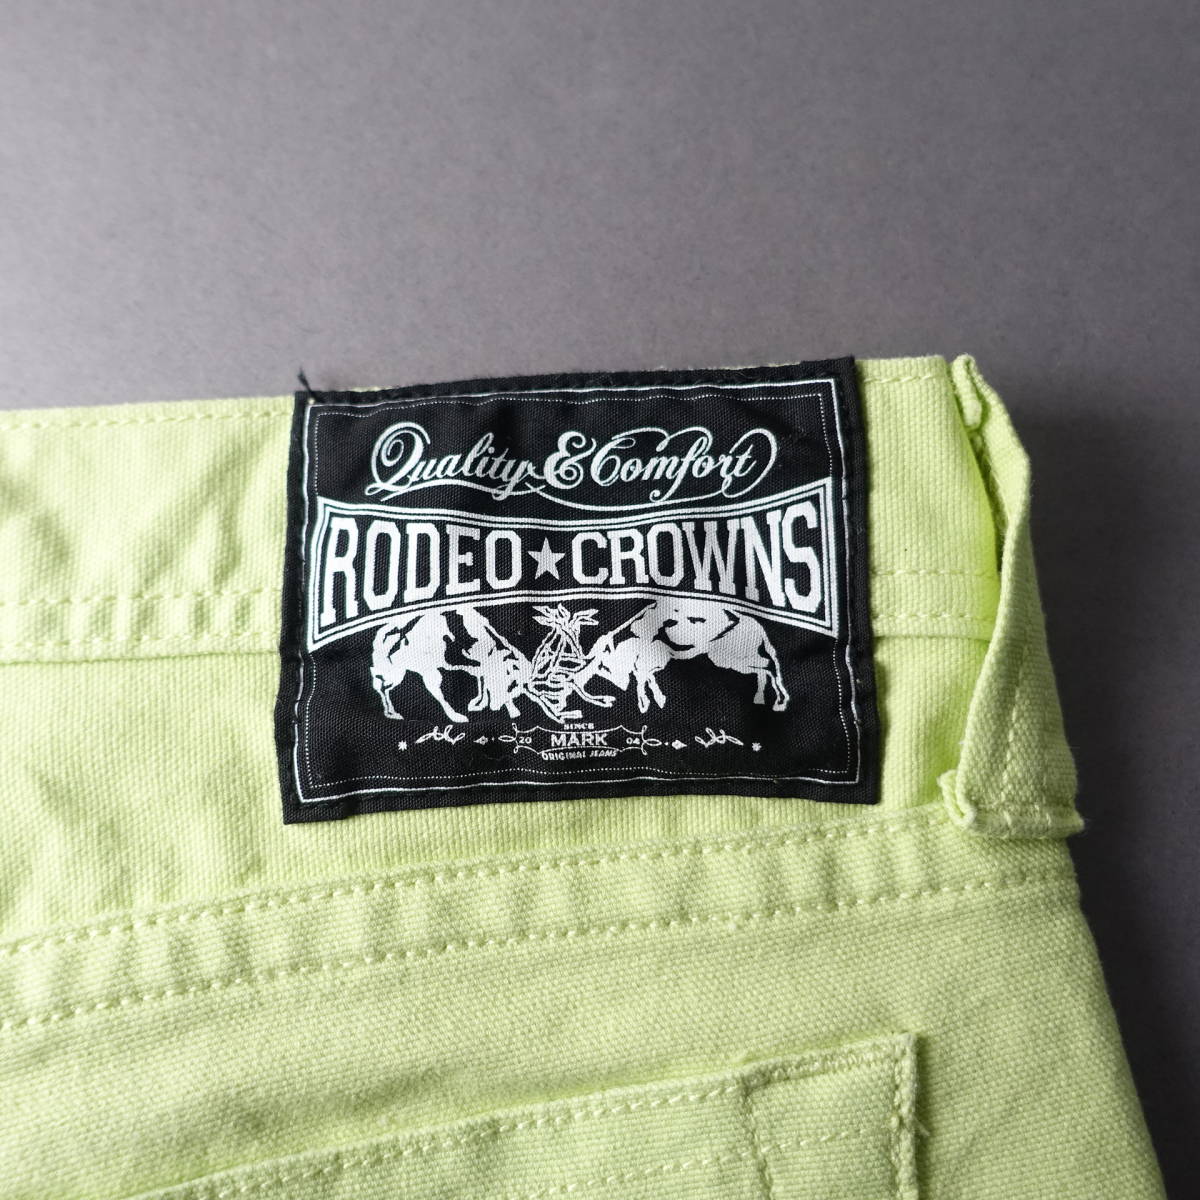 Quality & Comfort
RODEO★CROWNS
SINCE
20 MARK 04
ORIGINAL JEANS